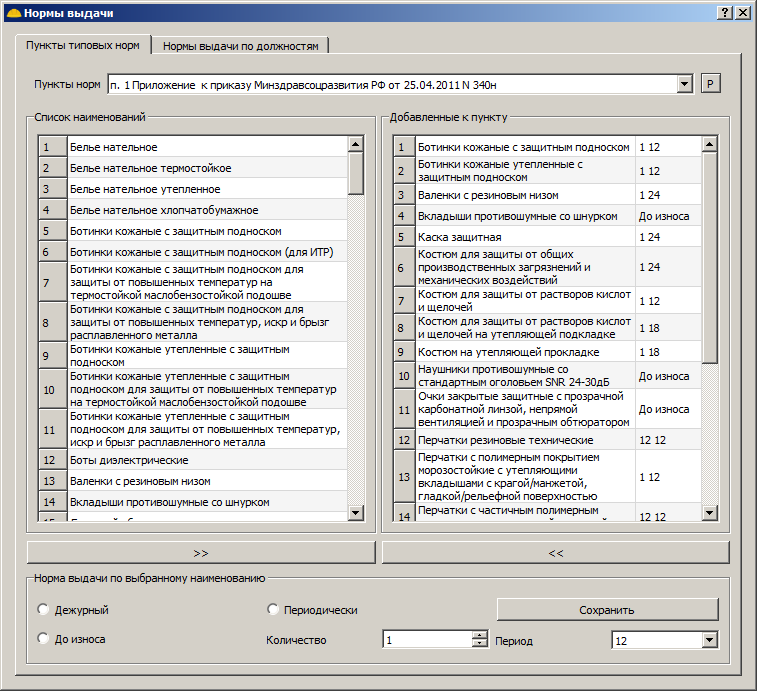 Нормы выдачи
Пункты типовых норм
Нормы выдачи по должностям
Пункты норм
п. 1 Приложение к приказу Минздравсоцразвития РФ от 25.04.2011 N 340н
Р
Список наименований
1 Белье нательное
2 Белье нательное термостойкое
3 Белье нательное утепленное
4 Белье нательное хлопчатобумажное
5 Ботинки кожаные с защитным подноском
6 Ботинки кожаные с защитным подноском (для ИТР)
7 Ботинки кожаные с защитным подноском для
защиты от повышенных температур на
термостойкой маслобензостойкой подошве
8 Ботинки кожаные с защитным подноском для
защиты от повышенных температур, искр и брызг
расплавленного металла
9 Ботинки кожаные утепленные с защитным
подноском
10 Ботинки кожаные утепленные с защитным
подноском для защиты от повышенных температур
на термостойкой маслобензостойкой подошве
11 Ботинки кожаные утепленные с защитным
подноском для защиты от повышенных температур,
искр и брызг расплавленного металла
12 Боты диэлектрические
13 Валенки с резиновым низом
14 Вкладыши противошумные со шнурком
Добавленные к пункту
1 Ботинки кожаные с защитным подноском 1 12
2 Ботинки кожаные утепленные с
защитным подноском 1 12
3 Валенки с резиновым низом 1 24
4 Вкладыши противошумные со шнурком До износа
5 Каска защитная 1 24
6 Костюм для защиты от общих
производственных загрязнений и
механических воздействий 1 24
7 Костюм для защиты от растворов кислот
и щелочей 1 12
8 Костюм для защиты от растворов кислот
и щелочей на утепляющей подкладке 1 18
9 Костюм на утепляющей прокладке 1 18
10 Наушники противошумные со
стандартным оголовьем SNR 24-30дБ До износа
11 Очки закрытые защитные с прозрачной
карбонатной линзой, непрямой
вентиляцией и прозрачным обтюратором До износа
12 Перчатки резиновые технические 12 12
13 Перчатки с полимерным покрытием
морозостойкие с утепляющими
вкладышами с крагой/манжетой,
гладкой/рельефной поверхностью 1 12
14 Перчатки с частичным полимерным 12 12
>>
<<
Норма выдачи по выбранному наименованию
Дежурный
Периодически
Сохранить
До износа
Количество
1
Период
12